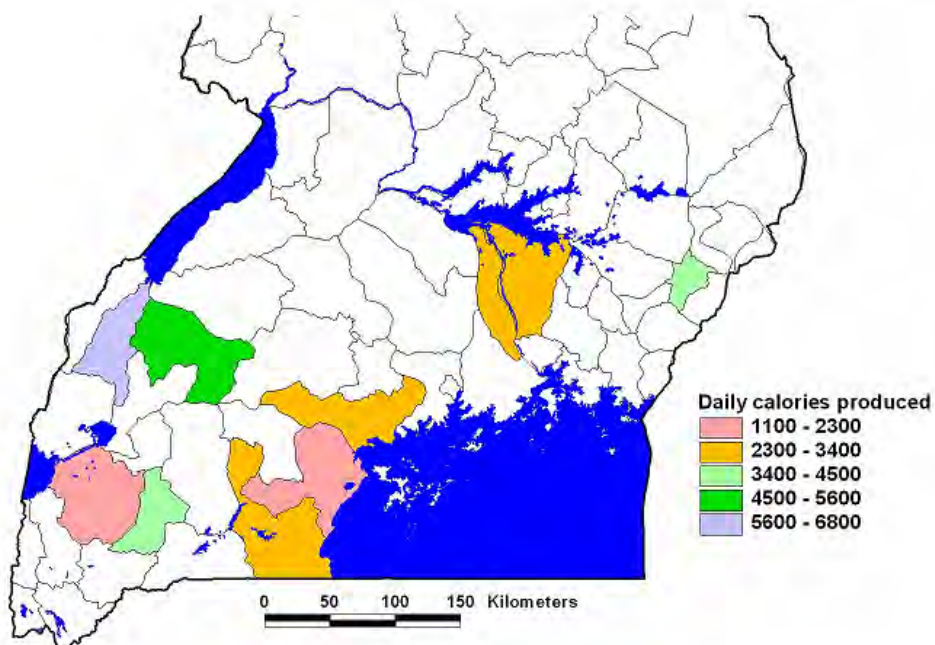 Daily calories produced
1100 - 2300
2300 - 3400
3400 - 4500
4500 - 5600
5600 - 6800
0 50 100 150 Kilometers